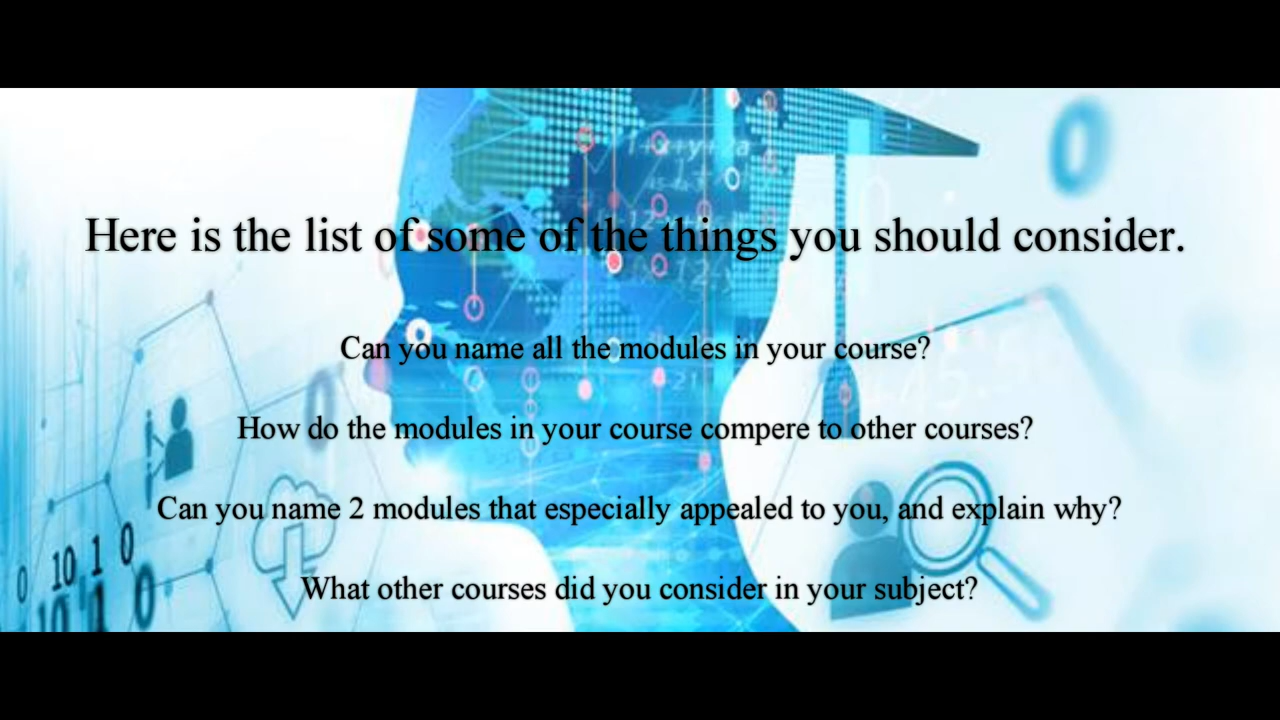 Here is the list of some of the things you should consider.
Can you name all the modules in your course?
How do the modules in your course compere to other courses?
Can you name 2 modules that especially appealed to you, and explain why?
What other courses did you consider in your subject?